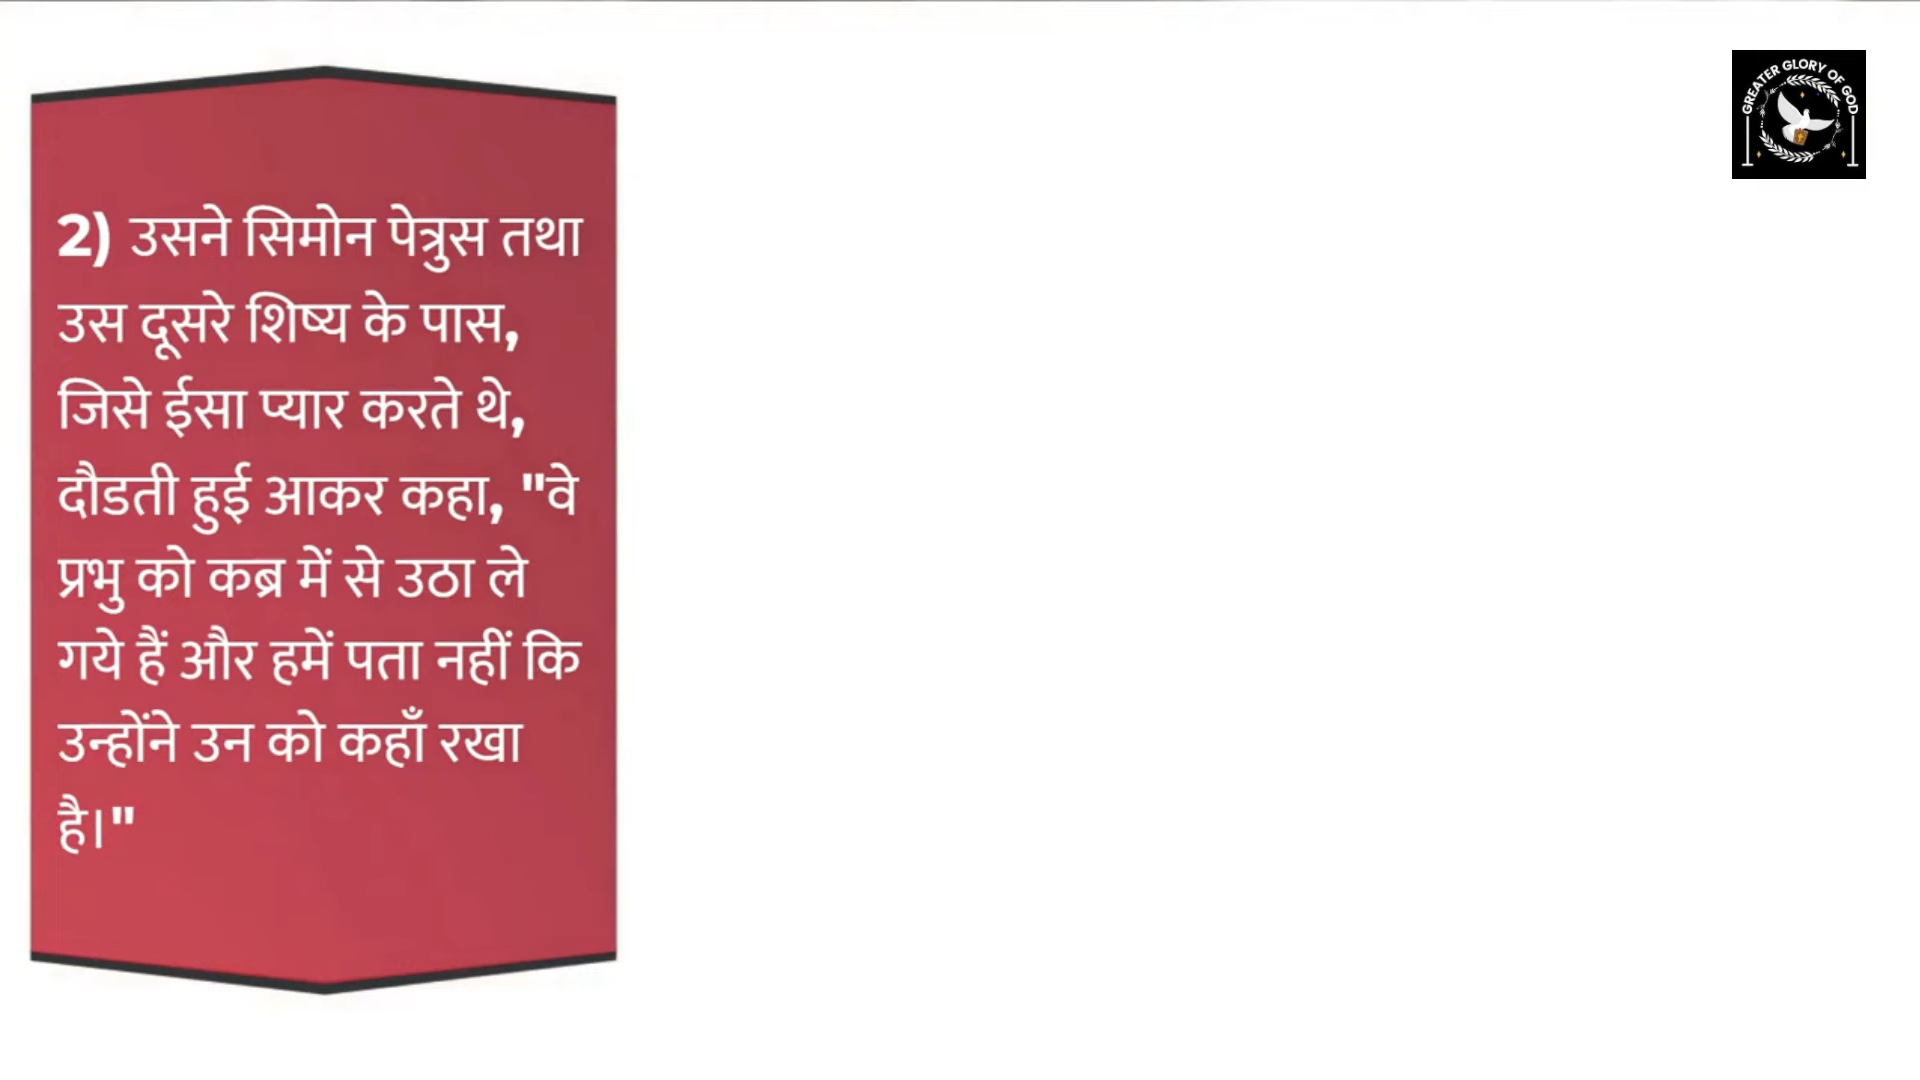 2) उसने सिमोन पेत्रुस तथा
उस दूसरे शिष्य के पास,
जिसे ईसा प्यार करते थे,
दौडती हुई आकर कहा, "वे
प्रभु को कब्र में से उठा ले
गये हैं और हमें पता नहीं कि
उन्होंने उन को कहाँ रखा
है।"
GREATER GLORY OF GOD